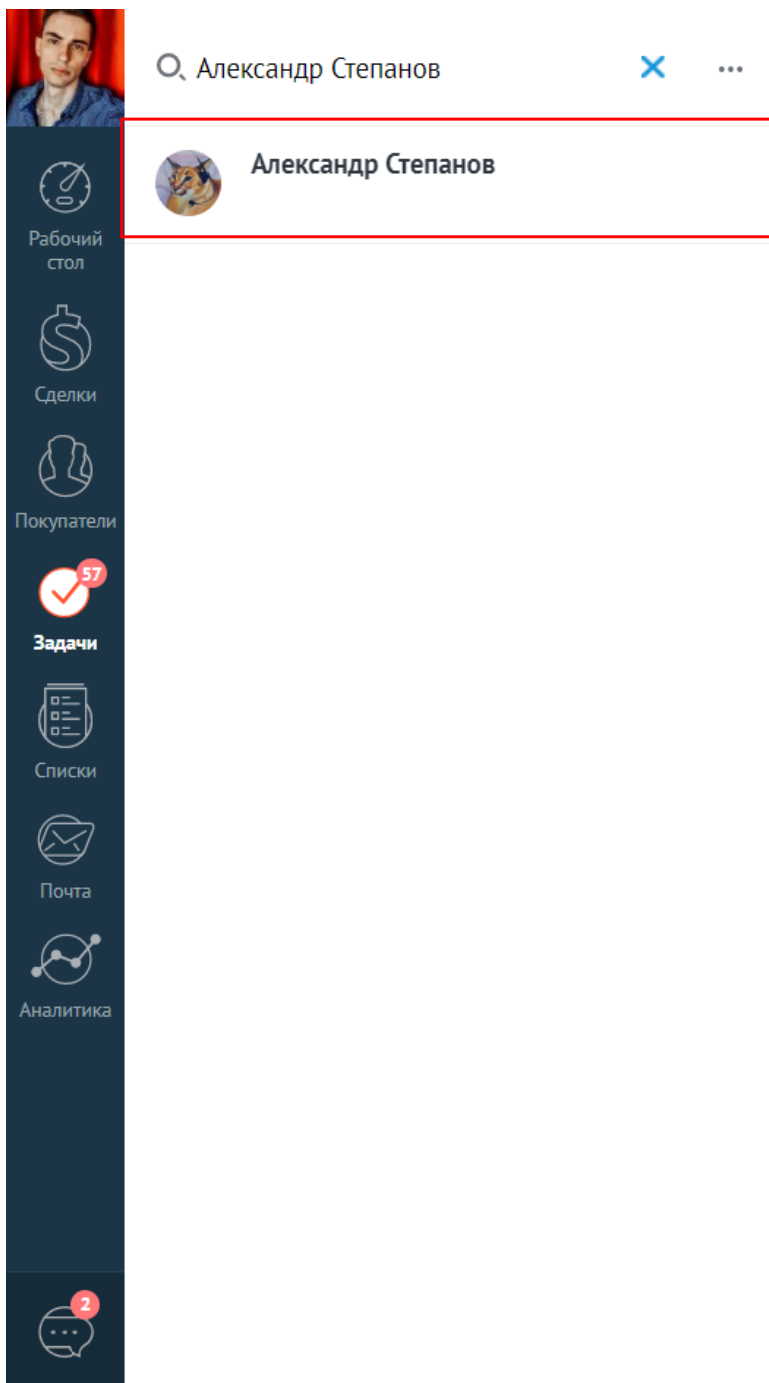 Александр Степанов
...
Александр Степанов
Рабочий
стол
Сделки
Покупатели
57
Задачи
Списки
Почта
Аналитика
2